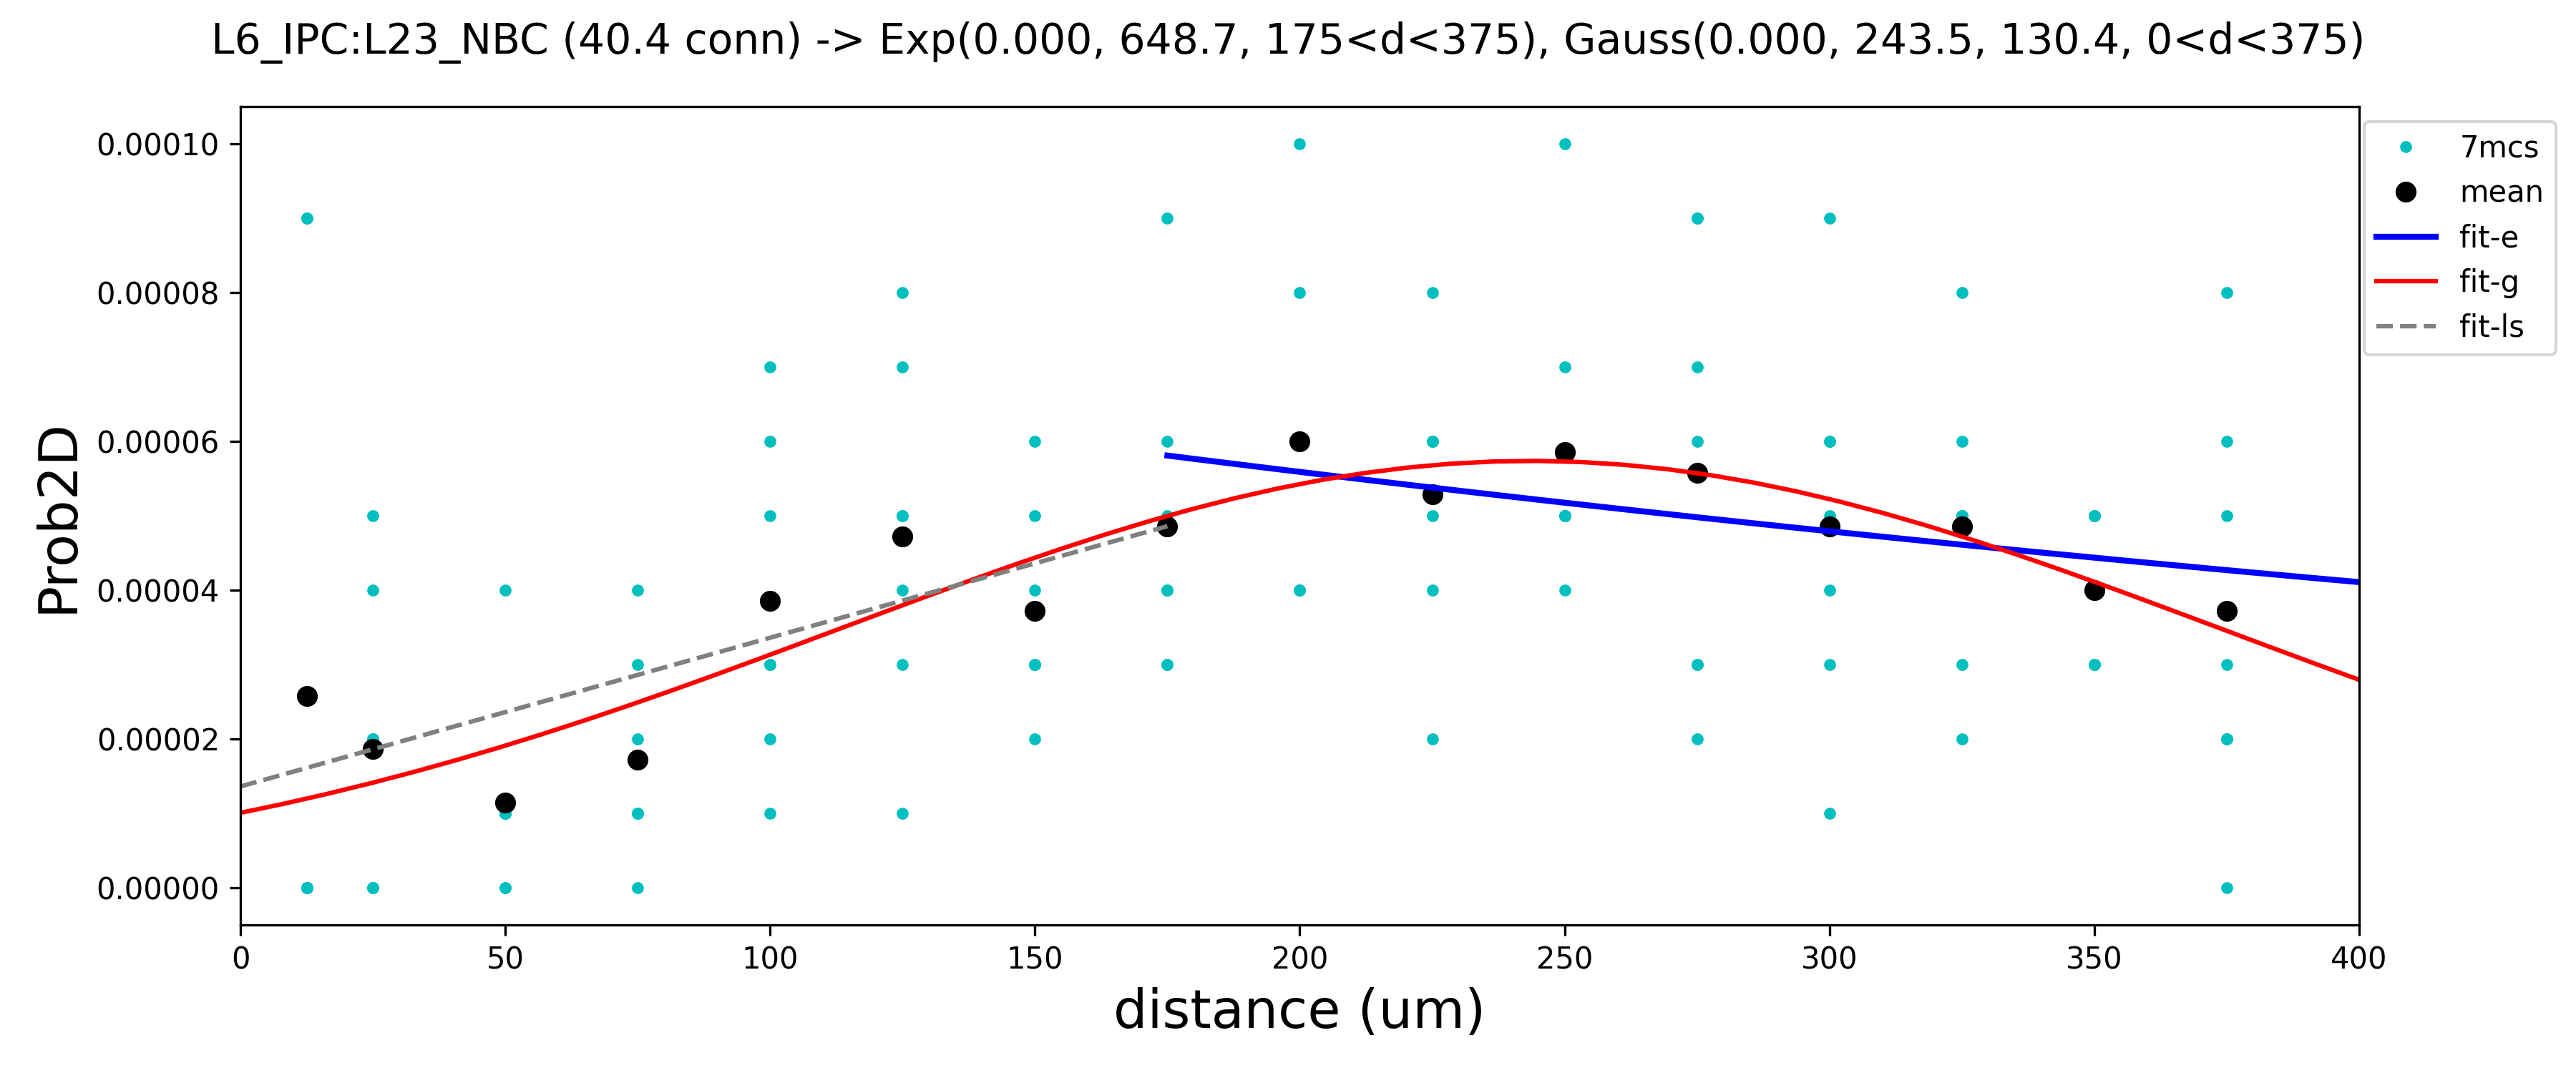 L6_IPC:L23_NBC (40.4 conn) -> Exp(0.000, 648.7, 175<d<375), Gauss(0.000, 243.5, 130.4, 0<d<375)
0.00010
0.00008
0.00006
0.00004
0.00002
0.00000
Prob2D
0 50 100 150 200 250 300 350 400
distance (um)
7mcs
mean
fit-e
fit-g
fit-ls